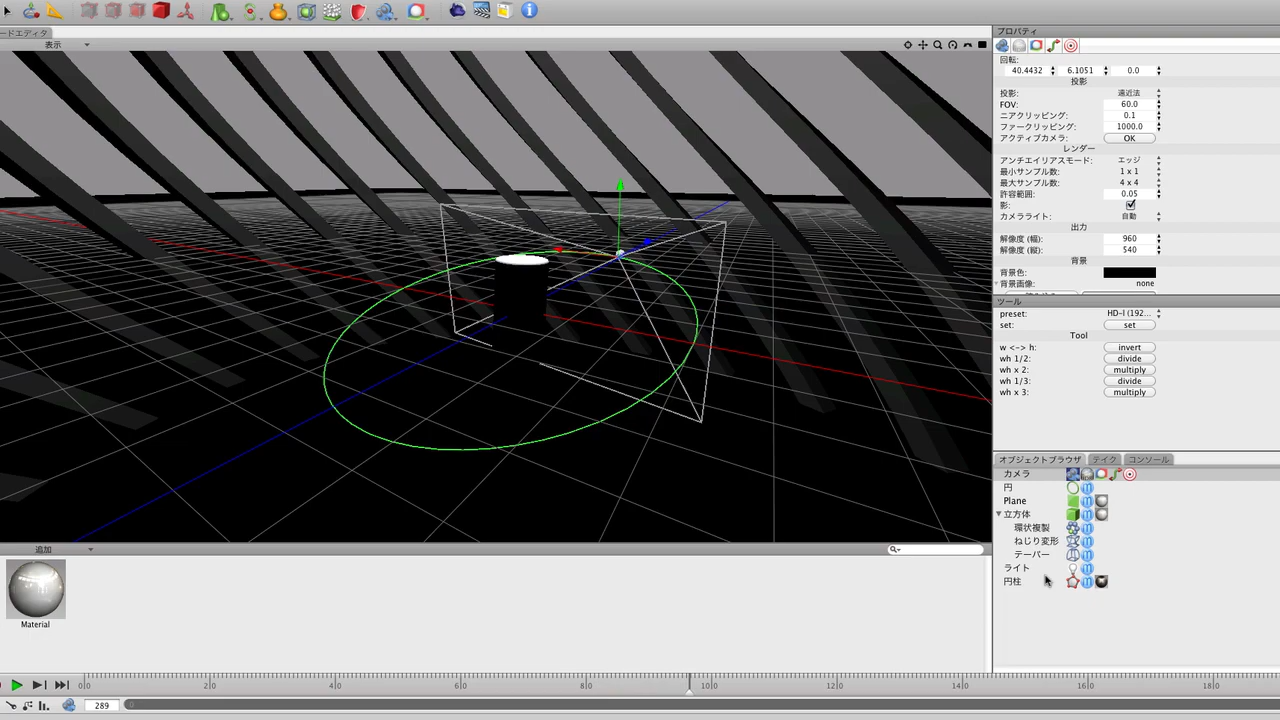 ードエディタ
表示
プロパティ
回転:
40.4432 6.1051 0.0
投影
投影: 遠近法
FOV: 60.0
ニアクリッピング: 0.1
ファークリッピング: 1000.0
アクティブカメラ: OK
レンダー
アンチエイリアスモード: エッジ
最小サンプル数: 1 x 1
最大サンプル数: 4 x 4
許容範囲: 0.05
影:
カメラライト: 自動
出力
解像度 (幅): 960
解像度 (縦): 540
背景
背景色:
背景画像: none
ツール
preset: HD-I (192...
set: set
Tool
w <-> h: invert
wh 1/2: divide
wh x 2: multiply
wh 1/3: divide
wh x 3: multiply
オブジェクトブラウザ テイク コンソール
カメラ
円
Plane
立方体
環状複製
ねじり変形
テーパー
ライト
円柱
追加
Material
0.0 2.0 4.0 6.0 8.0 10.0 12.0 14.0 16.0 18.0
289